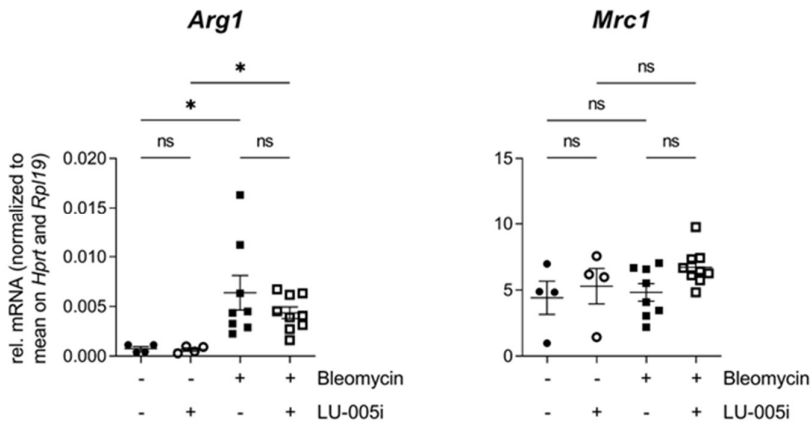 Arg1
Mrc1
*
ns
*
ns
ns
ns
ns
ns
rel. mRNA (normalized to
mean on Hprt and Rpl19)
0.020
0.015
0.010
0.005
0.000
15
10
5
0
- - + + Bleomycin
- + - + LU-005i
- - + + Bleomycin
- + - + LU-005i